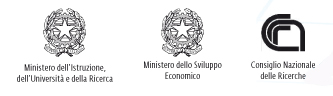 Ministero dell'Istruzione,
dell'Università e della Ricerca
Ministero dello Sviluppo
Economico
Consiglio Nazionale
delle Ricerche